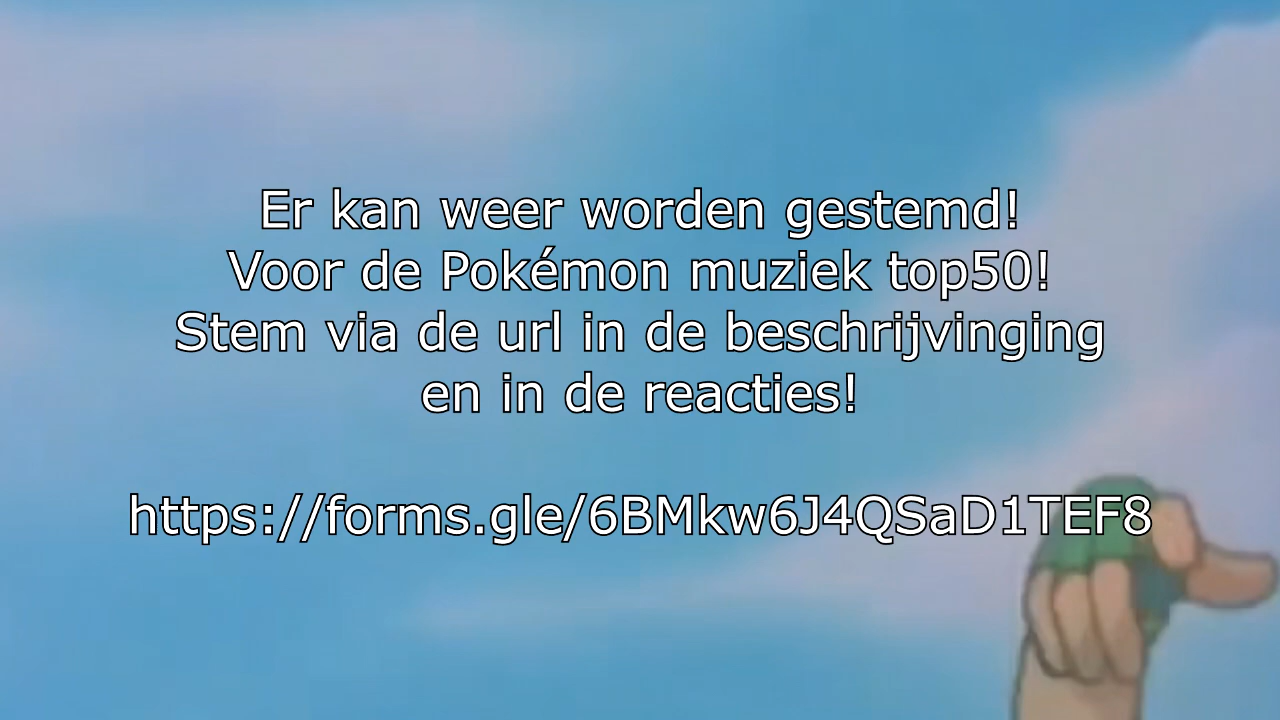 Er kan weer worden gestemd!
Voor de Pokémon muziek top50!
Stem via de url in de beschrijvinging
en in de reacties!
https://forms.gle/6BMkw6J4QSaD1TEF8